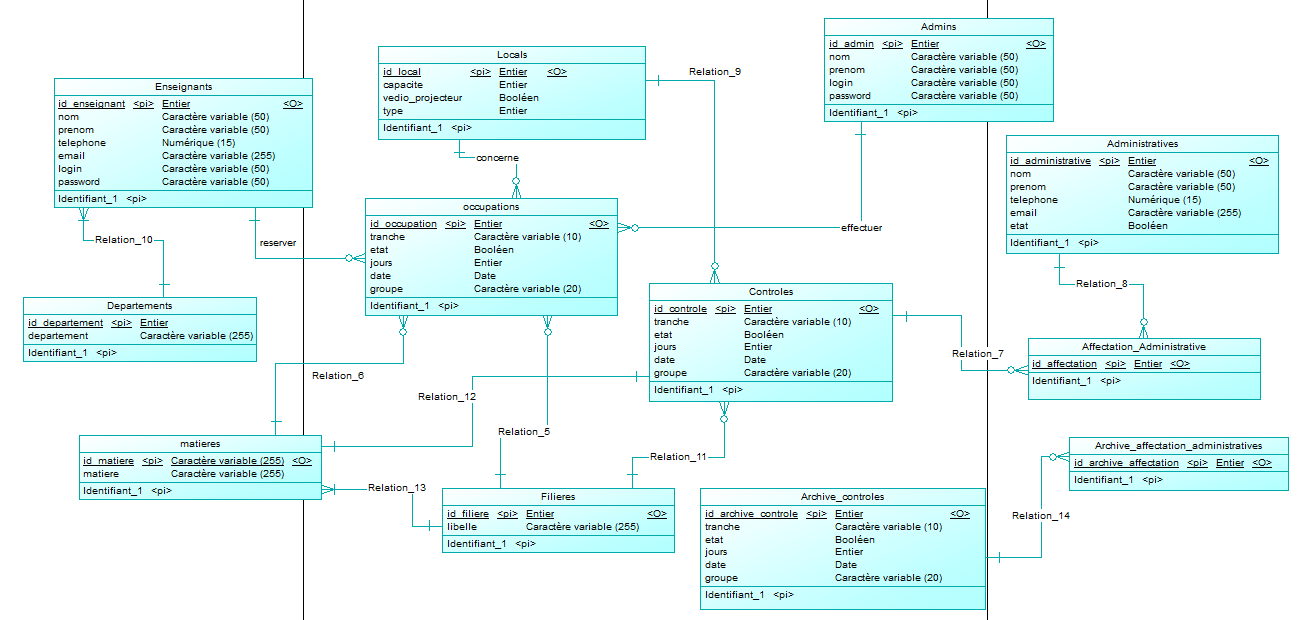 Admins
id_admin <pi> Entier <O>
nom Caractère variable (50)
prenom Caractère variable (50)
login Caractère variable (50)
password Caractère variable (50)
Identifiant_1 <pi>
Locals
id_local <pi> Entier <O>
capacite Entier
vedio_projecteur Booléen
type Entier
Identifiant_1 <pi>
Relation_9
Enseignants
id_enseignant <pi> Entier <O>
nom Caractère variable (50)
prenom Caractère variable (50)
telephone Numérique (15)
email Caractère variable (255)
login Caractère variable (50)
password Caractère variable (50)
Identifiant_1 <pi>
Administratives
id_administrative <pi> Entier <O>
nom Caractère variable (50)
prenom Caractère variable (50)
telephone Numérique (15)
email Caractère variable (255)
etat Booléen
Identifiant_1 <pi>
concerne
occupations
id_occupation <pi> Entier <O>
tranche Caractère variable (10)
etat Booléen
jours Entier
date Date
groupe Caractère variable (20)
Identifiant_1 <pi>
effectuer
Relation_10
reserver
Relation_8
Departements
id_departement <pi> Entier
departement Caractère variable (255)
Identifiant_1 <pi>
Controles
id_controle <pi> Entier <O>
tranche Caractère variable (10)
etat Booléen
jours Entier
date Date
groupe Caractère variable (20)
Identifiant_1 <pi>
Relation_7
Affectation_Administrative
id_affectation <pi> Entier <O>
Identifiant_1 <pi>
Relation_6
Relation_12
Relation_5
Relation_11
matieres
id_matiere <pi> Caractère variable (255) <O>
matiere Caractère variable (255)
Identifiant_1 <pi>
Archive_affectation_administratives
id_archive_affectation <pi> Entier <O>
Identifiant_1 <pi>
Relation_13
Filieres
id_filiere <pi> Entier <O>
libelle Caractère variable (255)
Identifiant_1 <pi>
Archive_controles
id_archive_controle <pi> Entier <O>
tranche Caractère variable (10)
etat Booléen
jours Entier
date Date
groupe Caractère variable (20)
Identifiant_1 <pi>
Relation_14